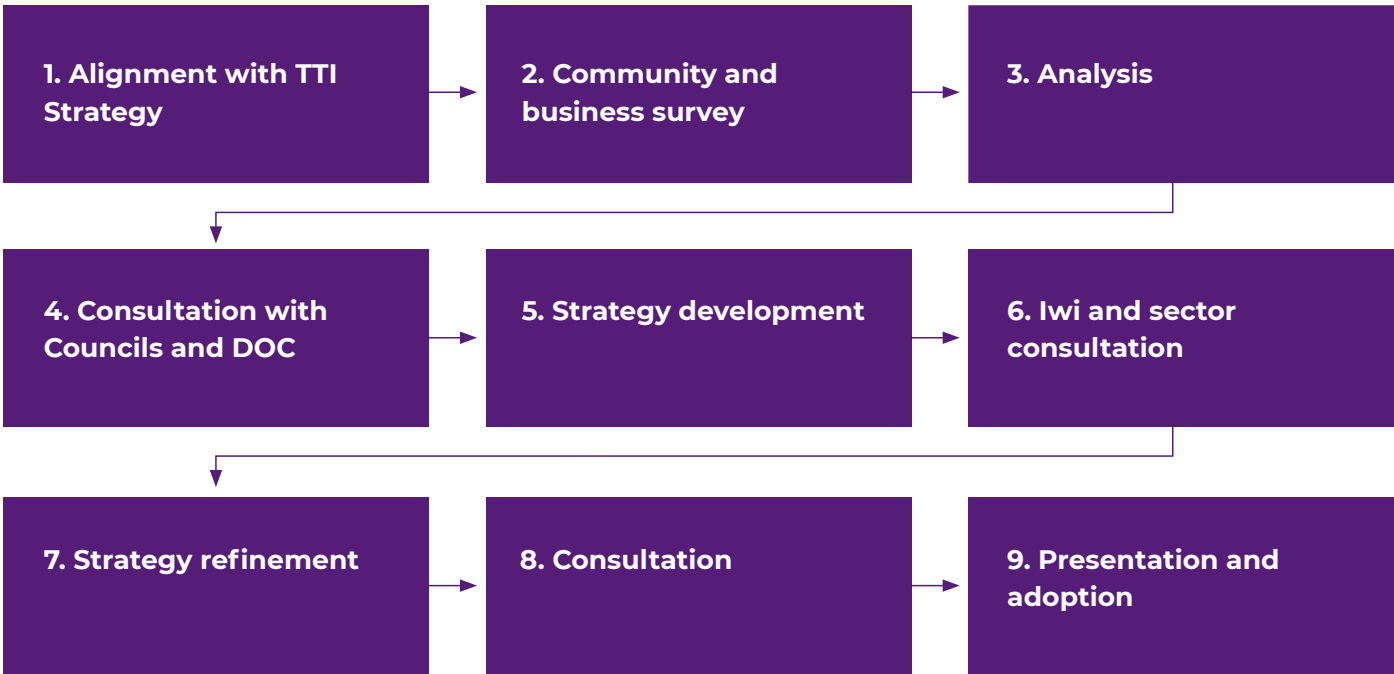 1. Alignment with TTI
Strategy
2. Community and
business survey
3. Analysis
4. Consultation with
Councils and DOC
5. Strategy development
6. Iwi and sector
consultation
7. Strategy refinement
8. Consultation
9. Presentation and
adoption